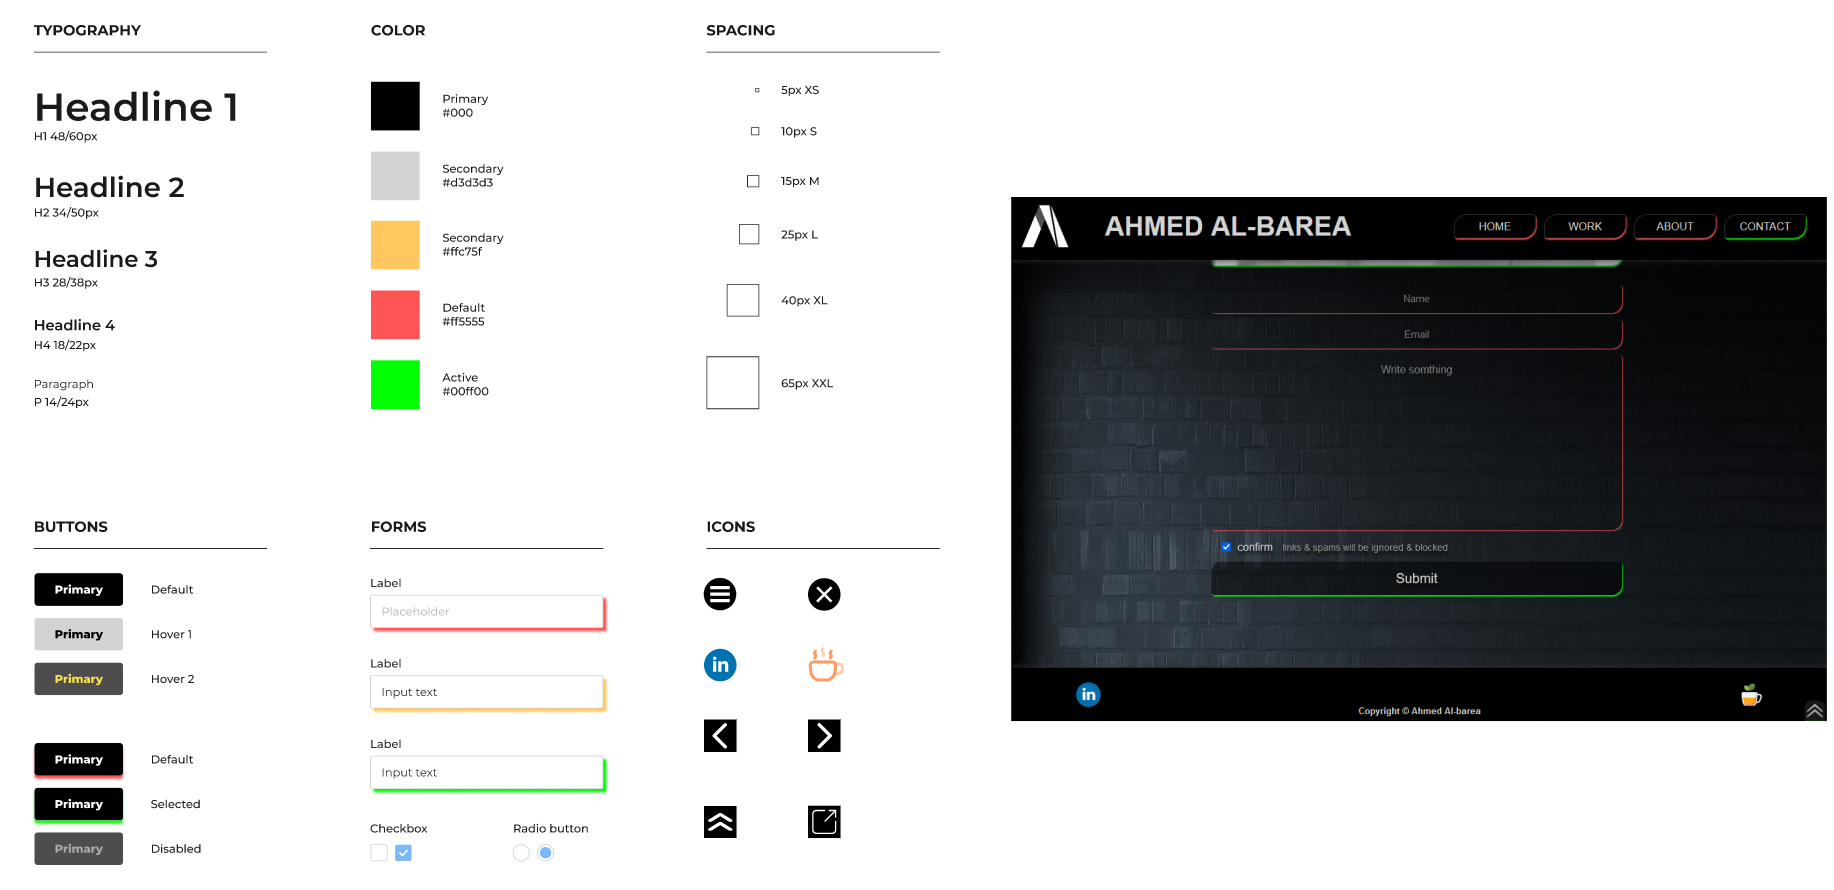 TYPOGRAPHY
Headline 1
H1 48/60px
Headline 2
H2 34/50px
Headline 3
H3 28/38px
Headline 4
H4 18/22px
Paragraph
P 14/24px
COLOR
Primary
#000
Secondary
#d3d3d3
Secondary
#ffc75f
Default
#ff5555
Active
#00ff00
SPACING
5px XS
10px S
15px M
25px L
40px XL
65px XXL
BUTTONS
Primary Default
Primary Hover 1
Primary Hover 2
Primary Default
Primary Selected
Primary Disabled
FORMS
Label
Placeholder
Label
Input text
Label
Input text
Checkbox Radio button
ICONS
in
AHMED AL-BAREA HOME WORK ABOUT CONTACT
Name
Email
Write somthing
confirm links & spams will be ignored & blocked
Submit
in
Copyright © Ahmed Al-barea